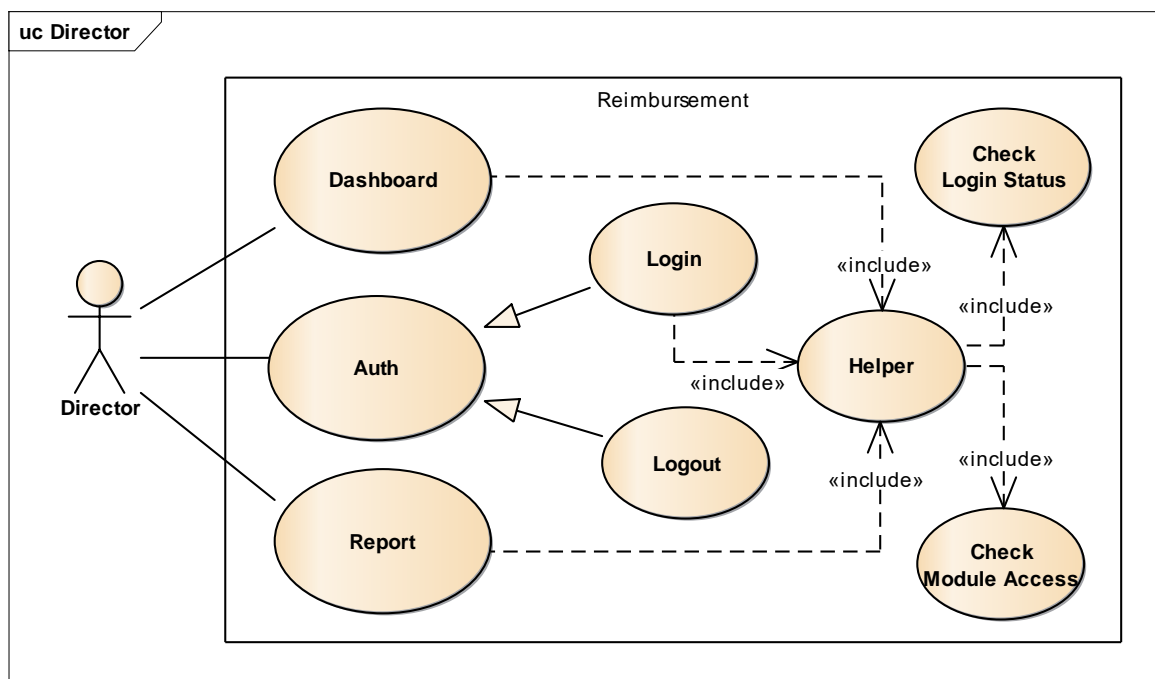 uc Director
Reimbursement
Check
Login Status
Dashboard
Login
«include»
«include»
Auth
Helper
«include»
Director
Logout
«include»
«include»
Report
Check
Module Access